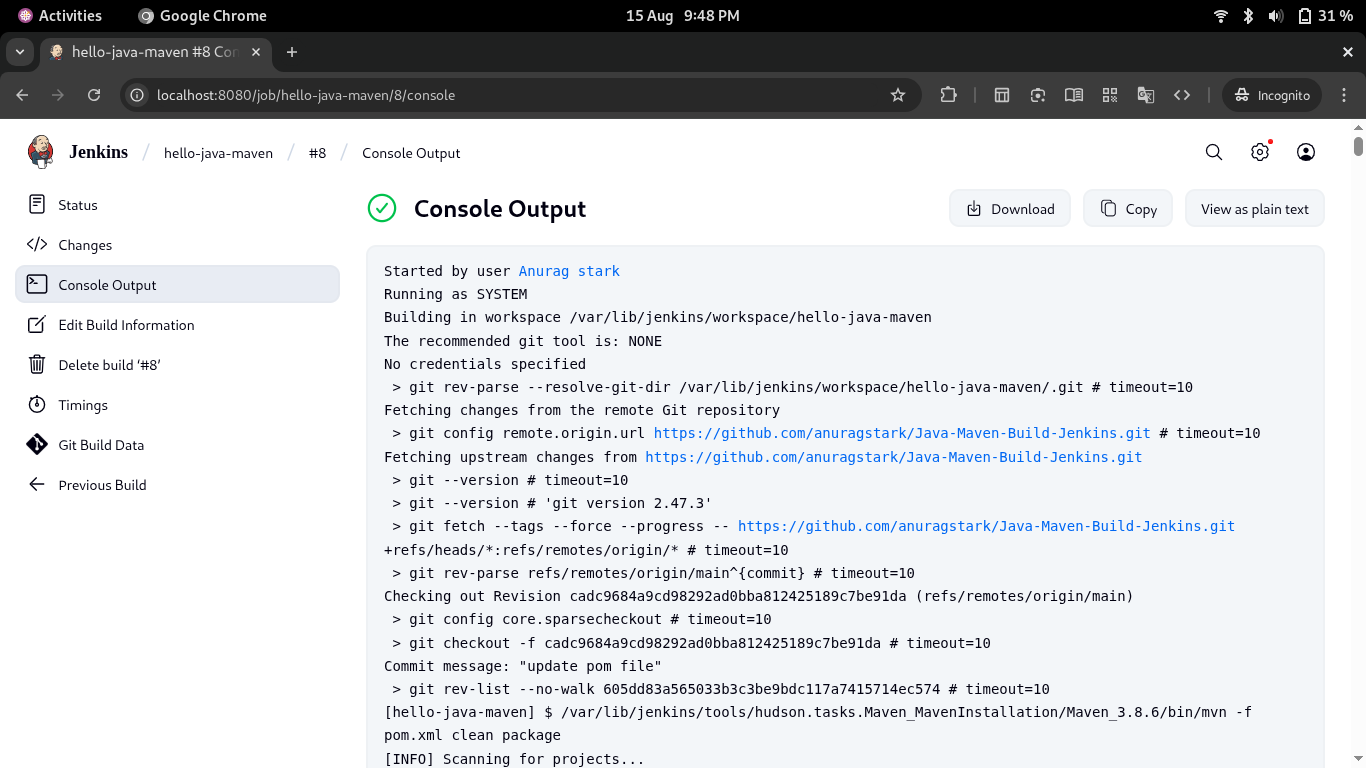 Activities
Google Chrome
15 Aug 9:48 PM
31 %
hello-java-maven #8 Con
localhost:8080/job/hello-java-maven/8/console
Incognito
Jenkins / hello-java-maven / #8 / Console Output
Status
Changes
Console Output
Edit Build Information
Delete build ‘#8’
Timings
Git Build Data
Previous Build
Console Output
Download
Copy
View as plain text
Started by user Anurag stark
Running as SYSTEM
Building in workspace /var/lib/jenkins/workspace/hello-java-maven
The recommended git tool is: NONE
No credentials specified
> git rev-parse --resolve-git-dir /var/lib/jenkins/workspace/hello-java-maven/.git # timeout=10
Fetching changes from the remote Git repository
> git config remote.origin.url https://github.com/anuragstark/Java-Maven-Build-Jenkins.git # timeout=10
Fetching upstream changes from https://github.com/anuragstark/Java-Maven-Build-Jenkins.git
> git --version # timeout=10
> git --version # 'git version 2.47.3'
> git fetch --tags --force --progress -- https://github.com/anuragstark/Java-Maven-Build-Jenkins.git
+refs/heads/*:refs/remotes/origin/* # timeout=10
> git rev-parse refs/remotes/origin/main^{commit} # timeout=10
Checking out Revision cadc9684a9cd98292ad0bba812425189c7be91da (refs/remotes/origin/main)
> git config core.sparsecheckout # timeout=10
> git checkout -f cadc9684a9cd98292ad0bba812425189c7be91da # timeout=10
Commit message: "update pom file"
> git rev-list --no-walk 605dd83a565033b3c3be9bdc117a7415714ec574 # timeout=10
[hello-java-maven] $ /var/lib/jenkins/tools/hudson.tasks.Maven_MavenInstallation/Maven_3.8.6/bin/mvn -f
pom.xml clean package
[INFO] Scanning for projects...